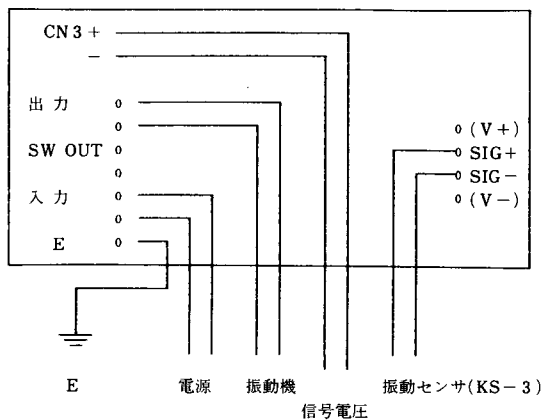 CN3+
−
出力
(V+)
SW OUT
SIG+
SIG−
入力
(V−)
E
E
電源
振動機
振動センサ(KS−3)
信号電圧